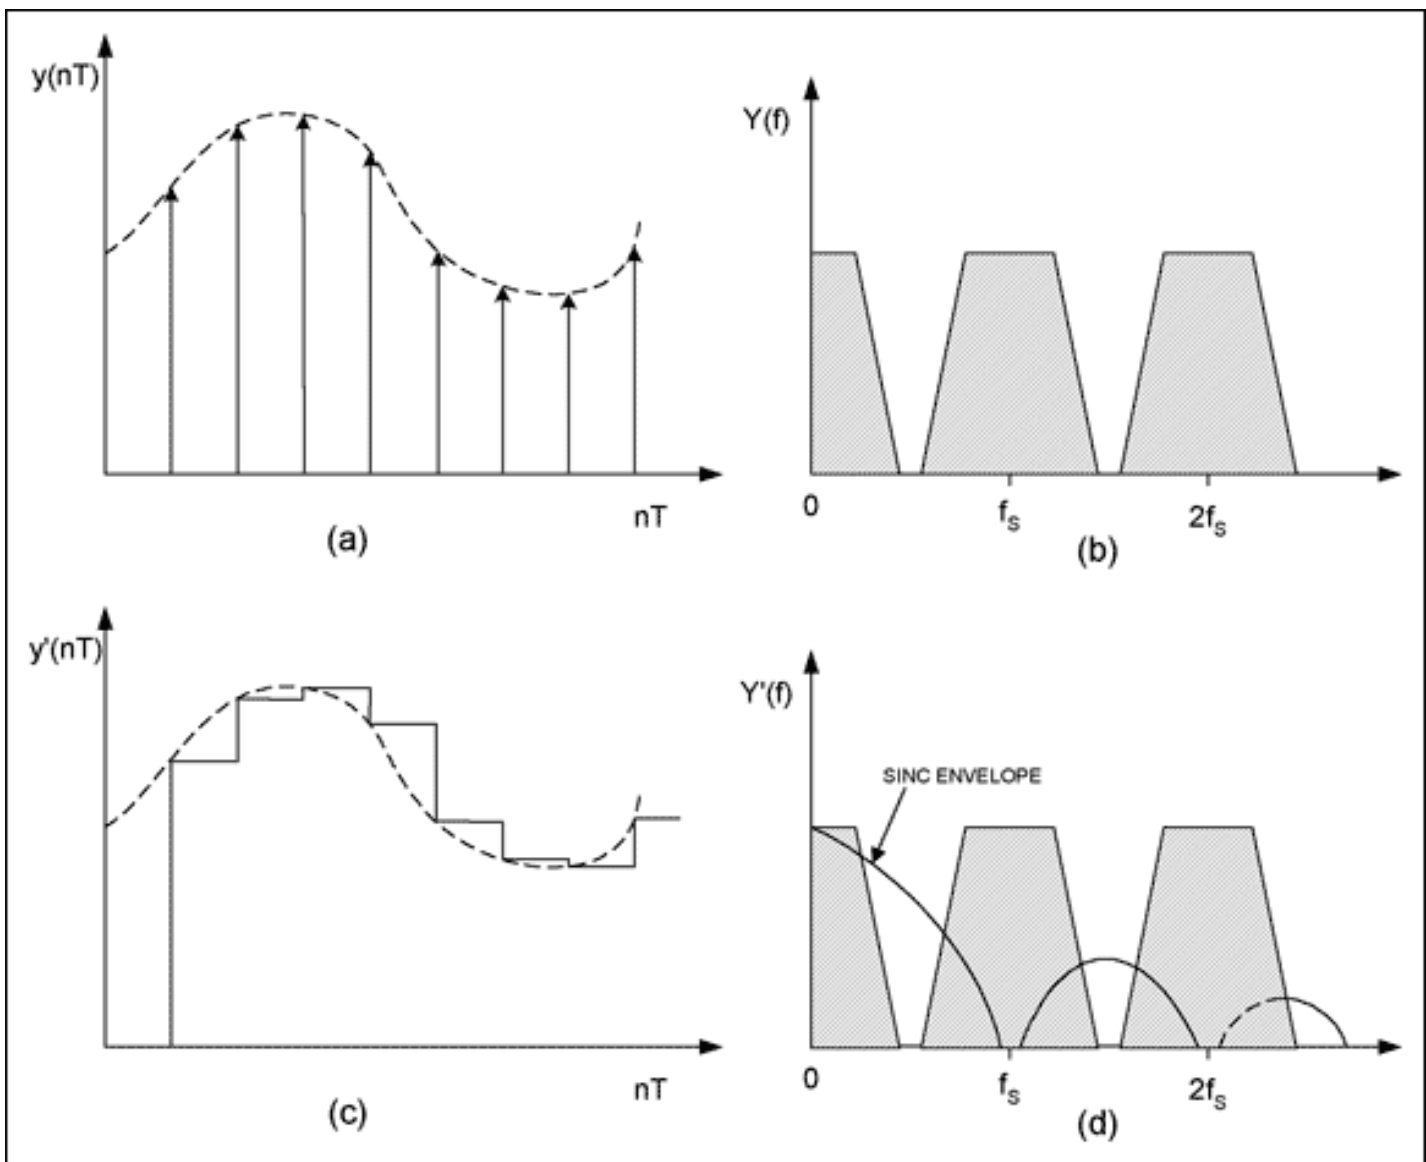 y(nT)
nT
(a)
Y(f)
0
fS
2fS
(b)
y'(nT)
nT
(c)
Y'(f)
SINC ENVELOPE
0
fS
2fS
(d)